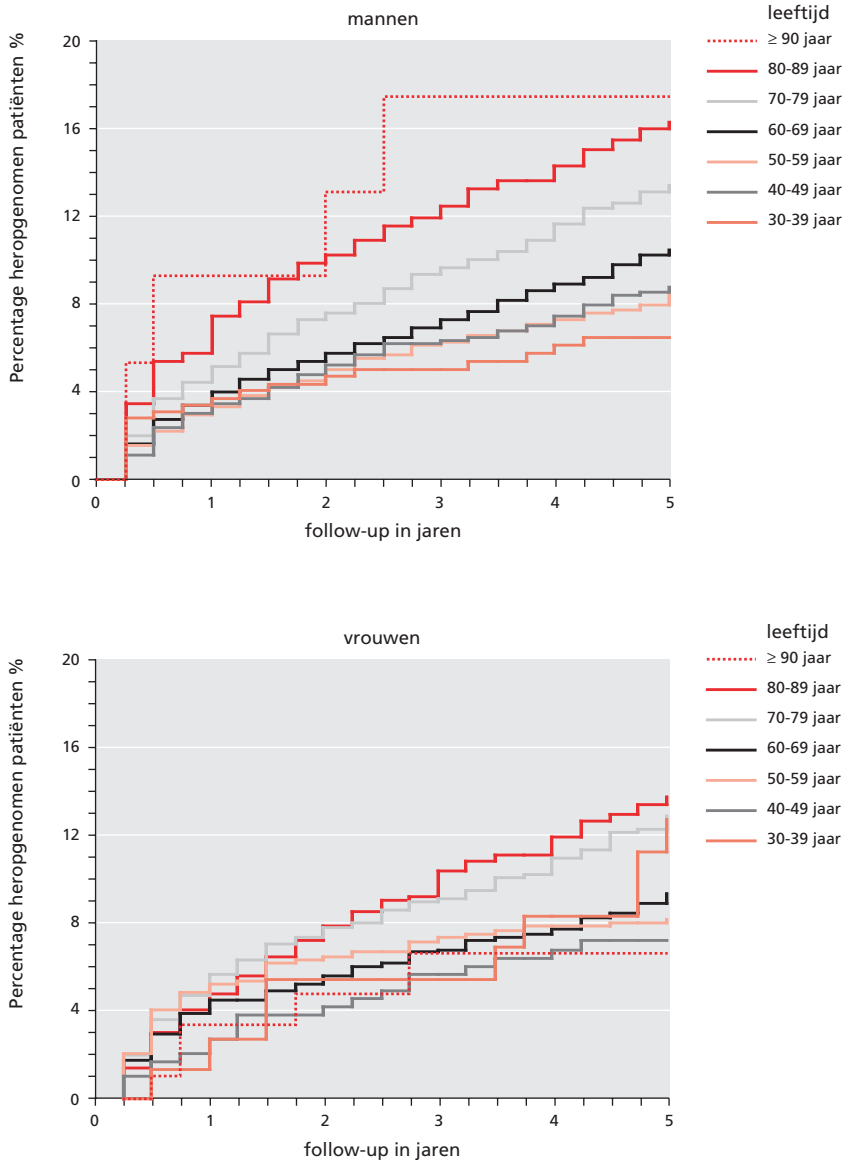 mannen
Percentage heropgenomen patiënten %
20
16
12
8
4
0
0 1 2 3 4 5
follow-up in jaren
leeftijd
≥ 90 jaar
80-89 jaar
70-79 jaar
60-69 jaar
50-59 jaar
40-49 jaar
30-39 jaar
vrouwen
Percentage heropgenomen patiënten %
20
16
12
8
4
0
0 1 2 3 4 5
follow-up in jaren
leeftijd
≥ 90 jaar
80-89 jaar
70-79 jaar
60-69 jaar
50-59 jaar
40-49 jaar
30-39 jaar